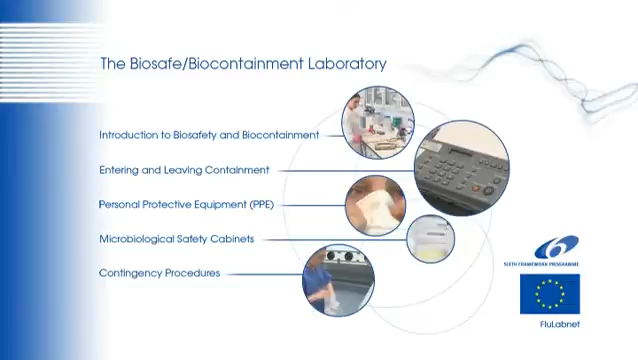 The Biosafe/Biocontainment Laboratory
Introduction to Biosafety and Biocontainment
Entering and Leaving Containment
Personal Protective Equipment (PPE)
Microbiological Safety Cabinets
Contingency Procedures
SIXTH FRAMEWORK PROGRAMME
FluLabnet